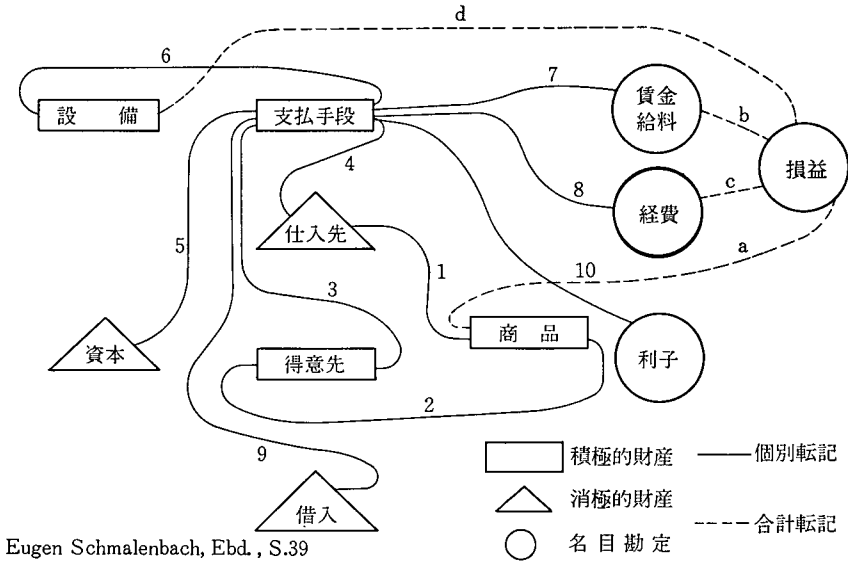 d
6
7
設 備
支払手段
賃金
給料
b
損益
4
8
経費
c
仕入先
5
1
10
a
3
資本
商 品
得意先
利子
2
9
借入
積極的財産
個別転記
消極的財産
名目勘定
合計転記
Eugen Schmalenbach, Ebd., S.39